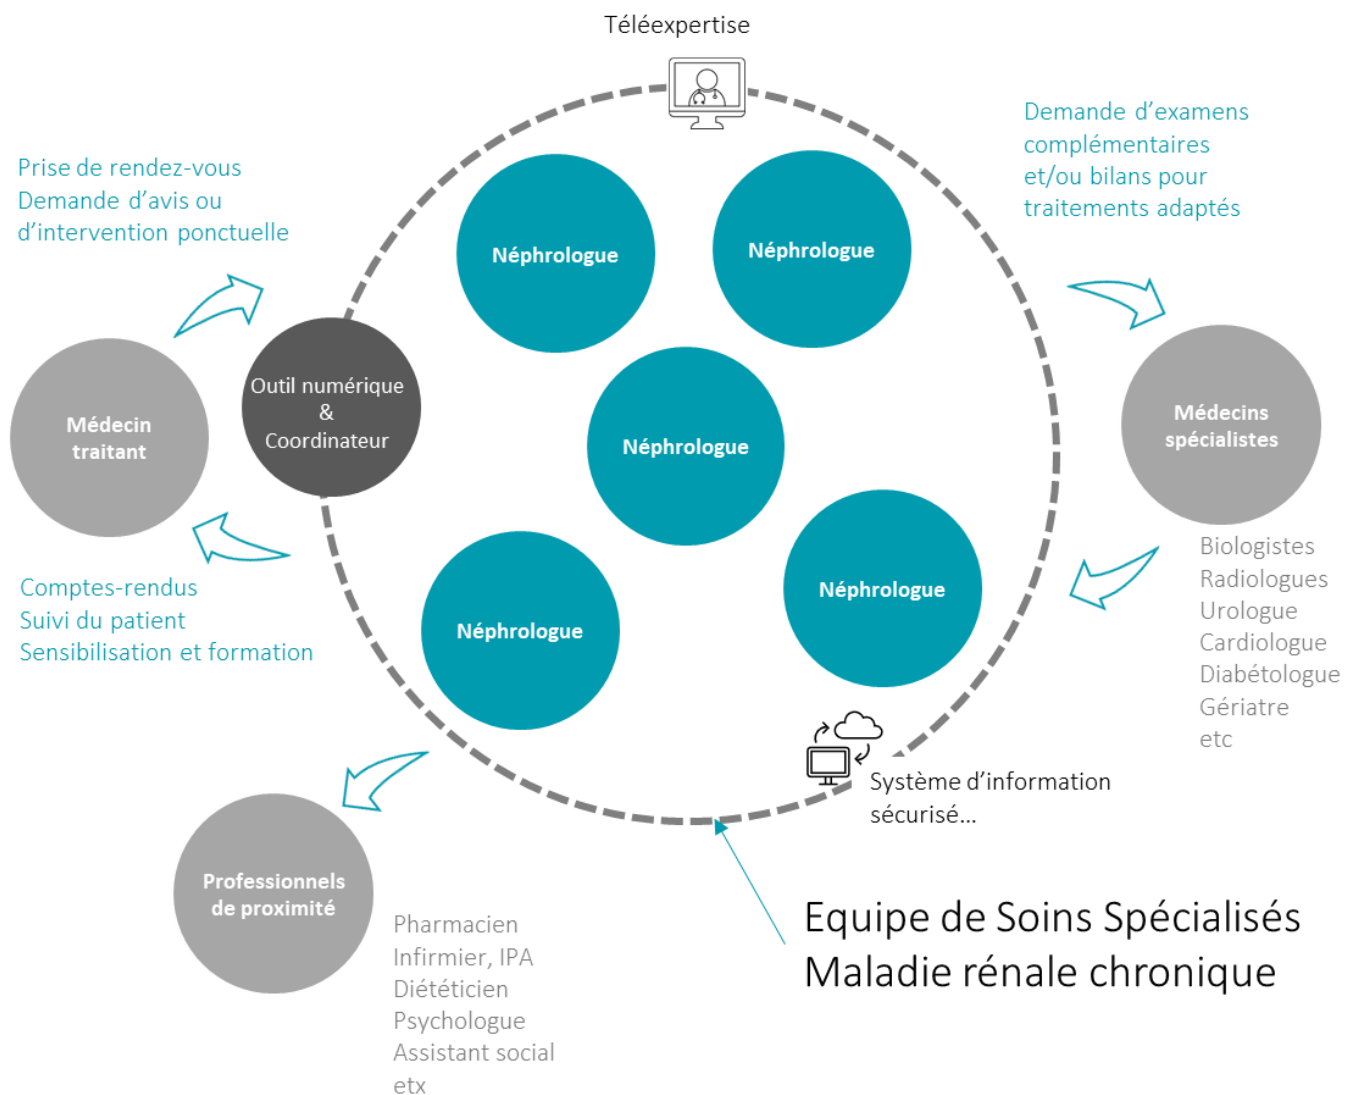 Téléexpertise
Demande d’examens
complémentaires
et/ou bilans pour
traitements adaptés
Prise de rendez-vous
Demande d’avis ou
d’intervention ponctuelle
Néphrologue
Néphrologue
Outil numérique
&
Coordinateur
Médecin
traitant
Néphrologue
Médecins
spécialistes
Biologistes
Radiologues
Urologue
Cardiologue
Diabétologue
Gériatre
etc
Comptes-rendus
Suivi du patient
Sensibilisation et formation
Néphrologue
Néphrologue
Système d’information
sécurisé...
Professionnels
de proximité
Pharmacien
Infirmier, IPA
Diététicien
Psychologue
Assistant social
etx
Equipe de Soins Spécialisés
Maladie rénale chronique